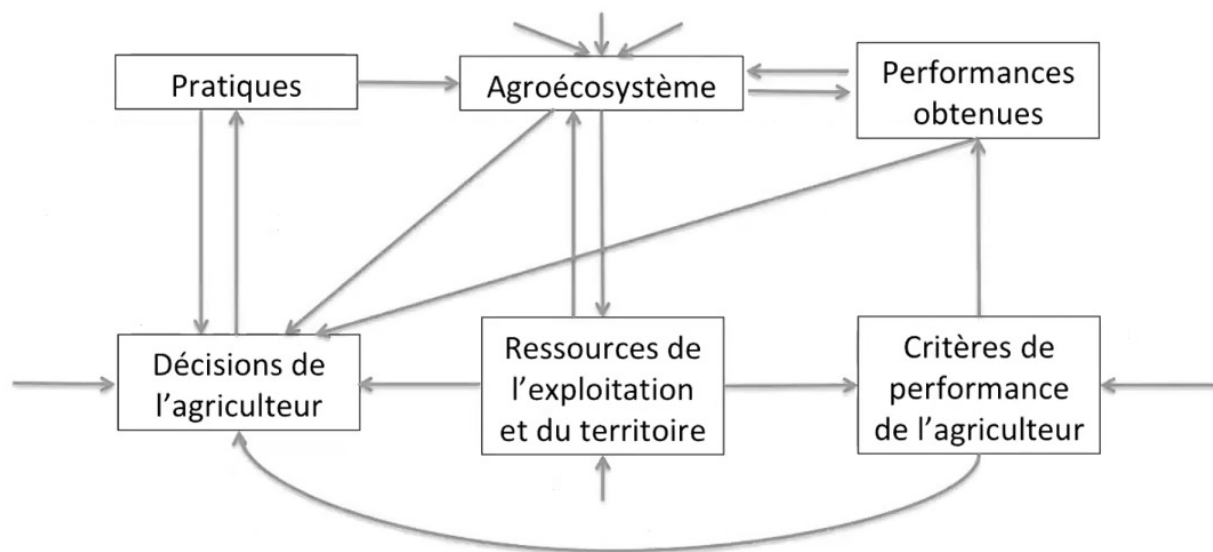 Pratiques
Agroécosystème
Performances
obtenues
Décisions de
l'agriculteur
Ressources de
l'exploitation
et du territoire
Critères de
performance
de l'agriculteur